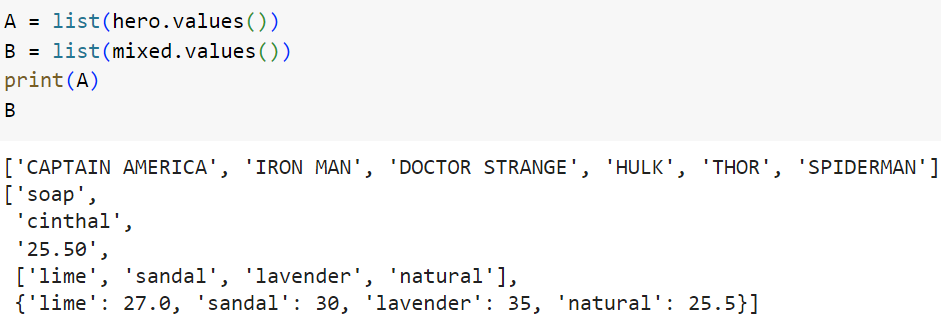 A = list(hero.values())
B = list(mixed.values())
print(A)
B
['CAPTAIN AMERICA', 'IRON MAN', 'DOCTOR STRANGE', 'HULK', 'THOR', 'SPIDERMAN']
['soap',
 'cinthal',
 '25.50',
 ['lime', 'sandal', 'lavender', 'natural'],
 {'lime': 27.0, 'sandal': 30, 'lavender': 35, 'natural': 25.5}]